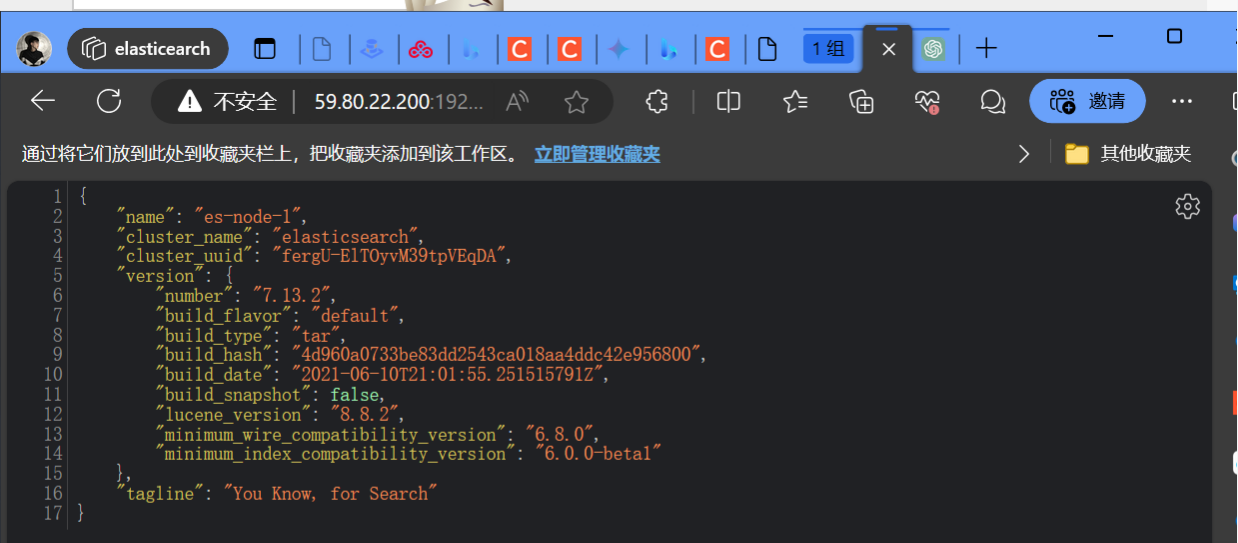 elasticearch
1 组
不安全 59.80.22.200:192...
邀请
通过将它们放到此处到收藏夹栏上，把收藏夹添加到该工作区。 立即管理收藏夹
其他收藏夹
1 {
2 "name": "es-node-1",
3 "cluster_name": "elasticsearch",
4 "cluster_uuid": "fergU-ElTOyvM39tpVEqDA",
5 "version": {
6 "number": "7.13.2",
7 "build_flavor": "default",
8 "build_type": "tar",
9 "build_hash": "4d960a0733be83dd2543ca018aa4ddc42e956800",
10 "build_date": "2021-06-10T21:01:55.251515791Z",
11 "build_snapshot": false,
12 "lucene_version": "8.8.2",
13 "minimum_wire_compatibility_version": "6.8.0",
14 "minimum_index_compatibility_version": "6.0.0-beta1"
15 },
16 "tagline": "You Know, for Search"
17 }